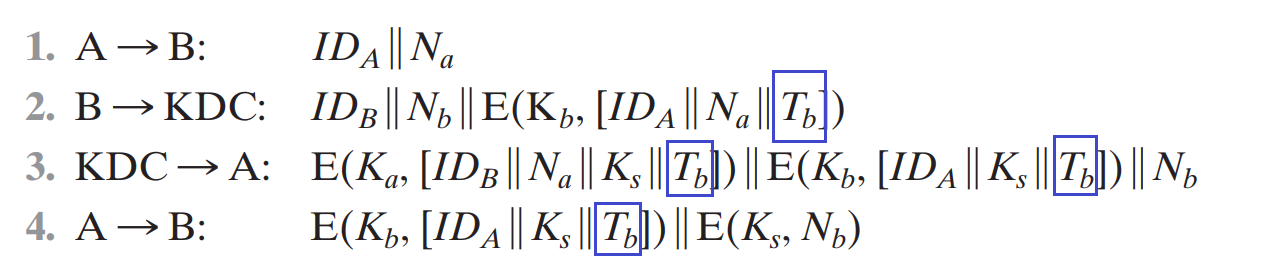 1. A → B: ID_A || N_a
2. B → KDC: ID_B || N_b || E(K_b, [ID_A || N_a || T_b])
3. KDC → A: E(K_a, [ID_B || N_a || K_s || T_b]) || E(K_b, [ID_A || K_s || T_b]) || N_b
4. A → B: E(K_b, [ID_A || K_s || T_b]) || E(K_s, N_b)